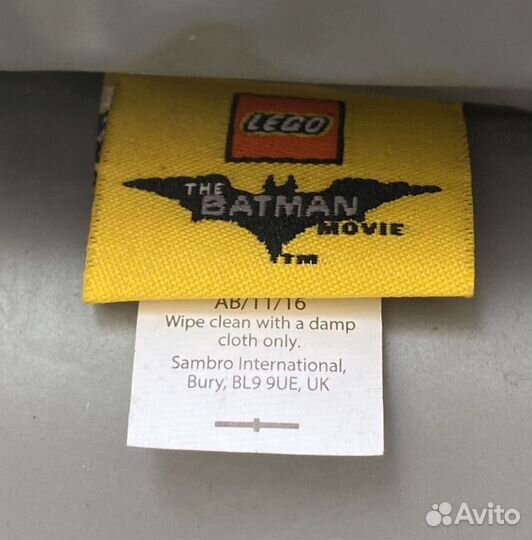 LEGO
THE
BATMAN
MOVIE
TM
AB/11/16
Wipe clean with a damp
cloth only.
Sambro International,
Bury, BL9 9UE, UK
Avito